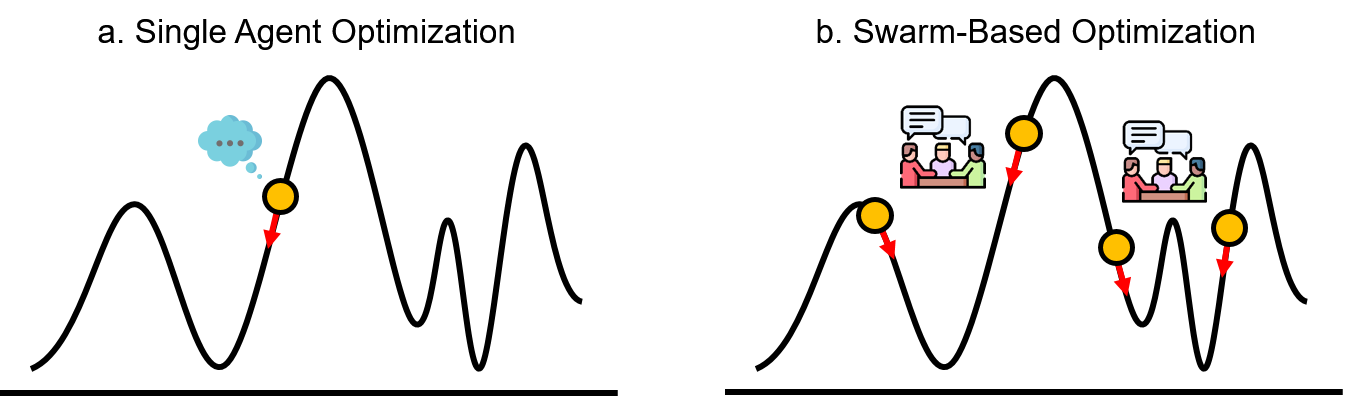 a. Single Agent Optimization
b. Swarm-Based Optimization